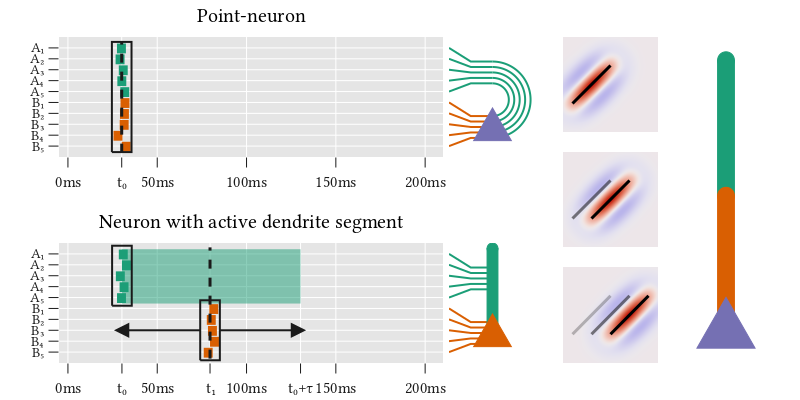 Point-neuron
A₁
A₂
A₃
A₄
A₅
B₁
B₂
B₃
B₄
B₅
0ms t₀ 50ms 100ms 150ms 200ms
Neuron with active dendrite segment
A₁
A₂
A₃
A₄
A₅
B₁
B₂
B₃
B₄
B₅
0ms t₀ 50ms t₁ 100ms t₀+τ 150ms 200ms